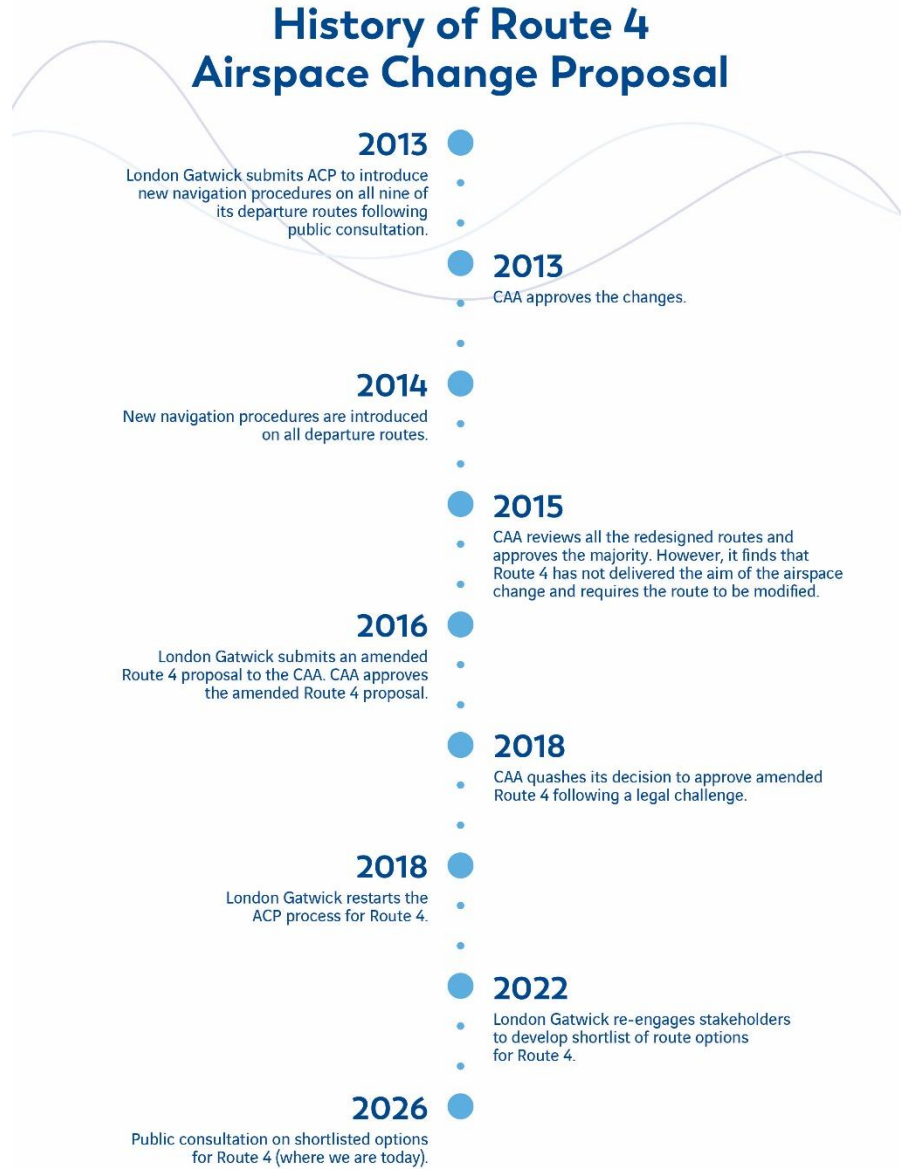 History of Route 4
Airspace Change Proposal
2013
London Gatwick submits ACP to introduce
new navigation procedures on all nine of
its departure routes following
public consultation.
2013
CAA approves the changes.
2014
New navigation procedures are introduced
on all departure routes.
2015
CAA reviews all the redesigned routes and
approves the majority. However, it finds that
Route 4 has not delivered the aim of the airspace
change and requires the route to be modified.
2016
London Gatwick submits an amended
Route 4 proposal to the CAA. CAA approves
the amended Route 4 proposal.
2018
CAA quashes its decision to approve amended
Route 4 following a legal challenge.
2018
London Gatwick restarts the
ACP process for Route 4.
2022
London Gatwick re-engages stakeholders
to develop shortlist of route options
for Route 4.
2026
Public consultation on shortlisted options
for Route 4 (where we are today).